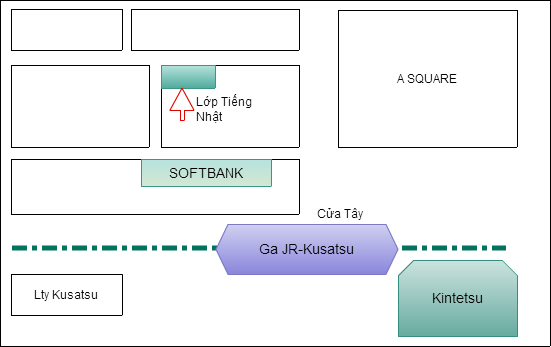 A SQUARE
Lớp Tiếng
Nhật
SOFTBANK
Cửa Tây
Ga JR-Kusatsu
Lty Kusatsu
Kintetsu